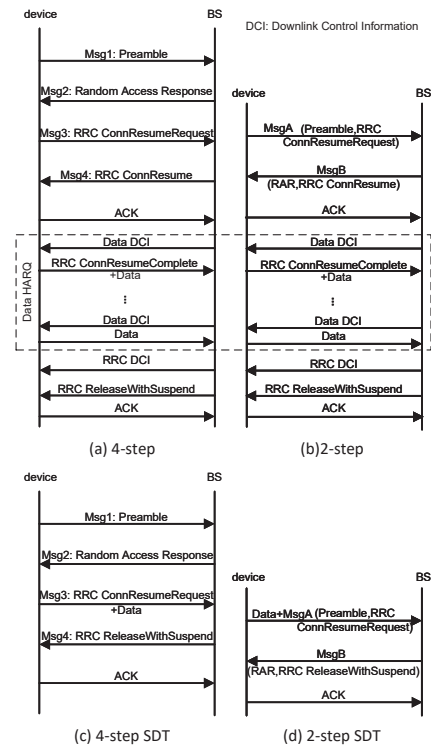 device BS
DCI: Downlink Control Information
Msg1: Preamble
Msg2: Random Access Response
Msg3: RRC ConnResumeRequest
Msg4: RRC ConnResume
ACK
Data HARQ
Data DCI
RRC ConnResumeComplete
+Data
...
Data DCI
Data
RRC DCI
RRC ReleaseWithSuspend
ACK
(a) 4-step
device BS
MsgA (Preamble,RRC
ConnResumeRequest)
MsgB
(RAR,RRC ConnResume)
ACK
Data DCI
RRC ConnResumeComplete
+Data
...
Data DCI
Data
RRC DCI
RRC ReleaseWithSuspend
ACK
(b)2-step
device BS
Msg1: Preamble
Msg2: Random Access Response
Msg3: RRC ConnResumeRequest
+Data
Msg4: RRC ReleaseWithSuspend
ACK
(c) 4-step SDT
device BS
Data+MsgA (Preamble,RRC
ConnResumeRequest)
MsgB
(RAR,RRC ReleaseWithSuspend)
ACK
(d) 2-step SDT